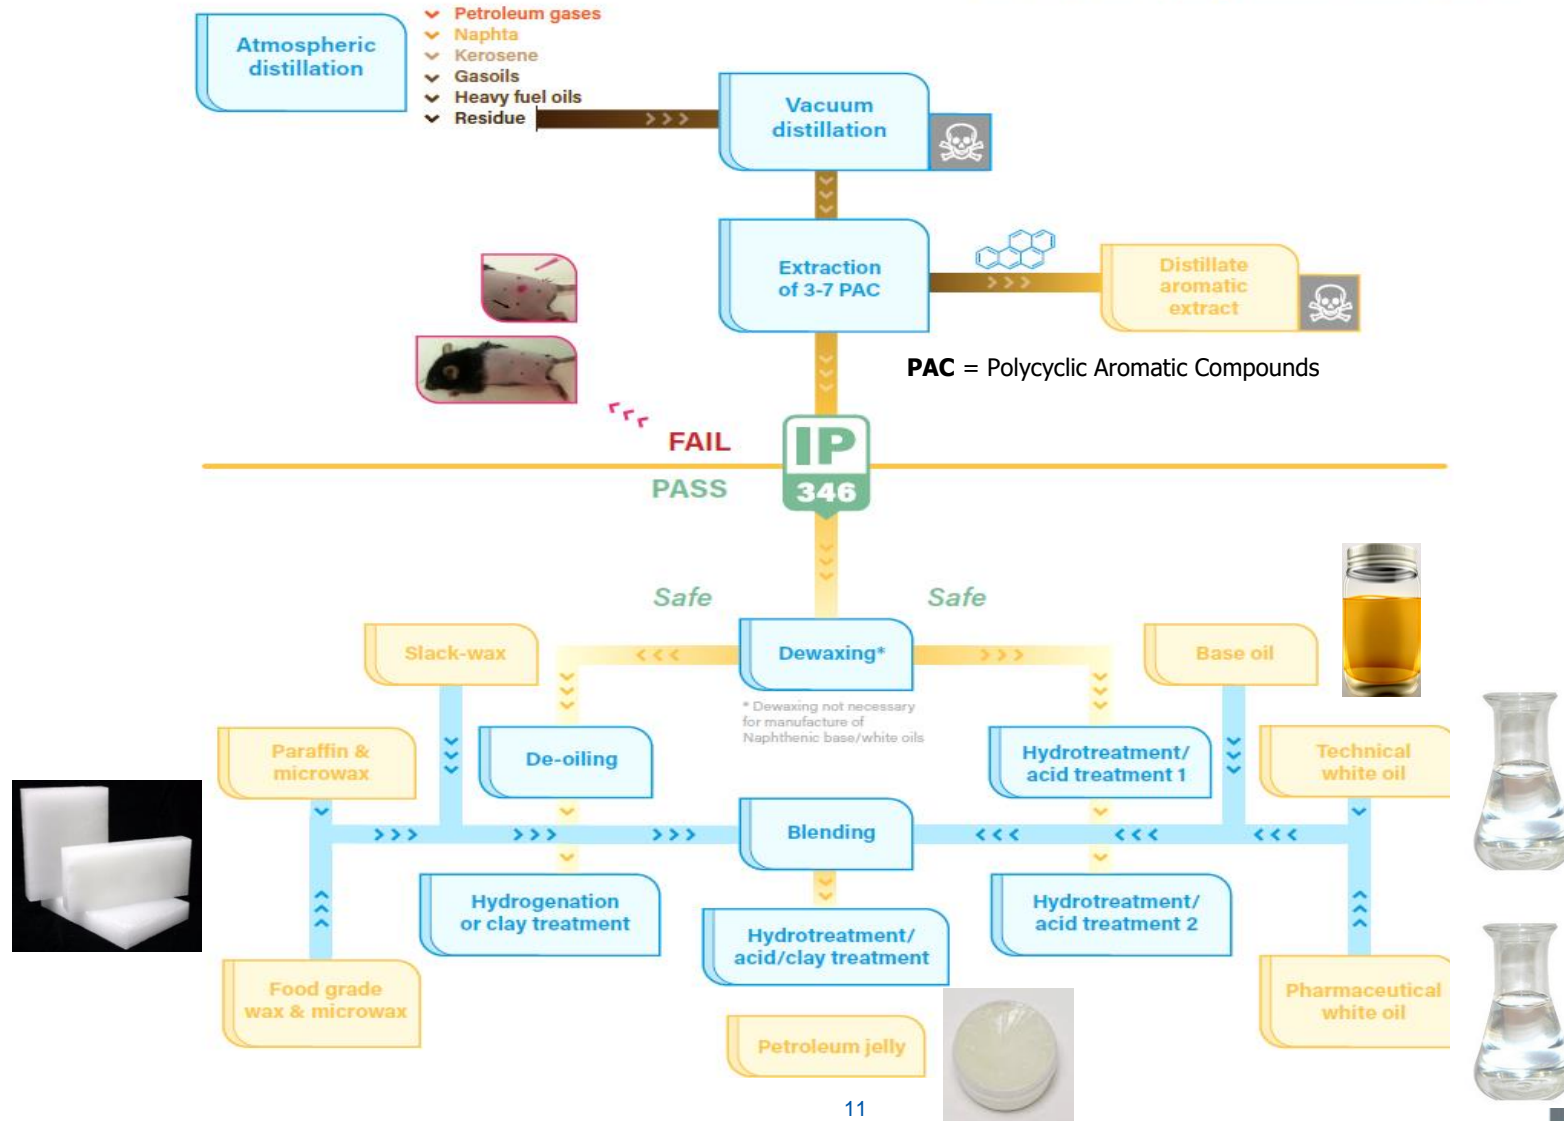 Atmospheric
distillation
Petroleum gases
Naphta
Kerosene
Gasoils
Heavy fuel oils
Residue
Vacuum
distillation
Extraction
of 3-7 PAC
Distillate
aromatic
extract
PAC = Polycyclic Aromatic Compounds
FAIL
IP
346
PASS
Safe
Safe
Slack-wax
Dewaxing*
Base oil
* Dewaxing not necessary
for manufacture of
Naphthenic base/white oils
Paraffin &
microwax
De-oiling
Hydrotreatment/
acid treatment 1
Technical
white oil
Blending
Hydrogenation
or clay treatment
Hydrotreatment/
acid/clay treatment
Hydrotreatment/
acid treatment 2
Food grade
wax & microwax
Pharmaceutical
white oil
Petroleum jelly
11